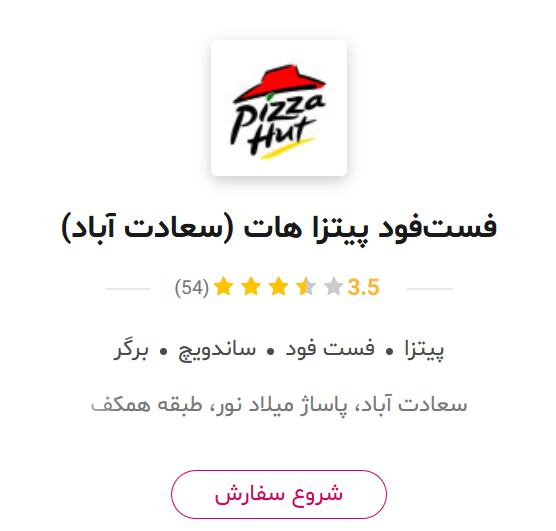 Pizza
Hut
فست‌فود پیتزا هات (سعادت آباد)
3.5 (54)
پیتزا • فست فود • ساندویچ • برگر
سعادت آباد، پاساژ میلاد نور، طبقه همکف
شروع سفارش